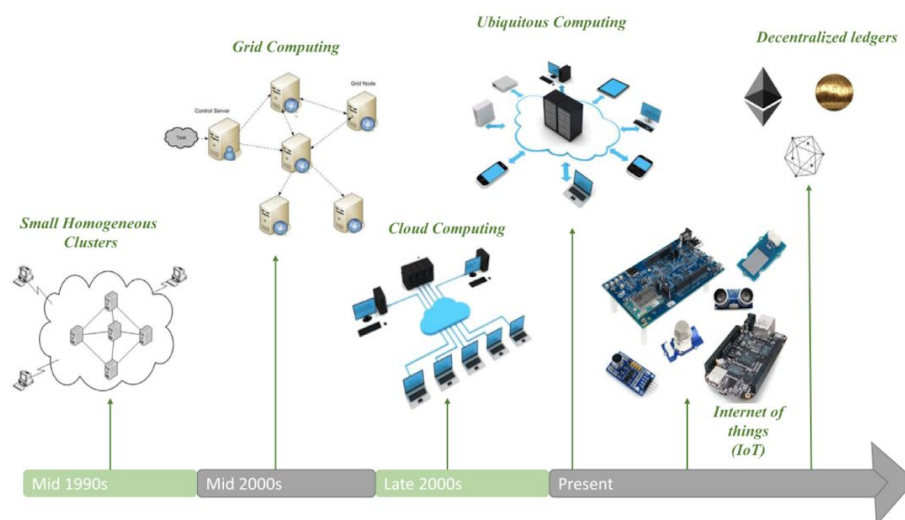 Grid Computing
Control Server
Grid Node
Task
Ubiquitous Computing
Decentralized ledgers
Small Homogeneous
Clusters
Cloud Computing
Internet of
things
(IoT)
Mid 1990s
Mid 2000s
Late 2000s
Present